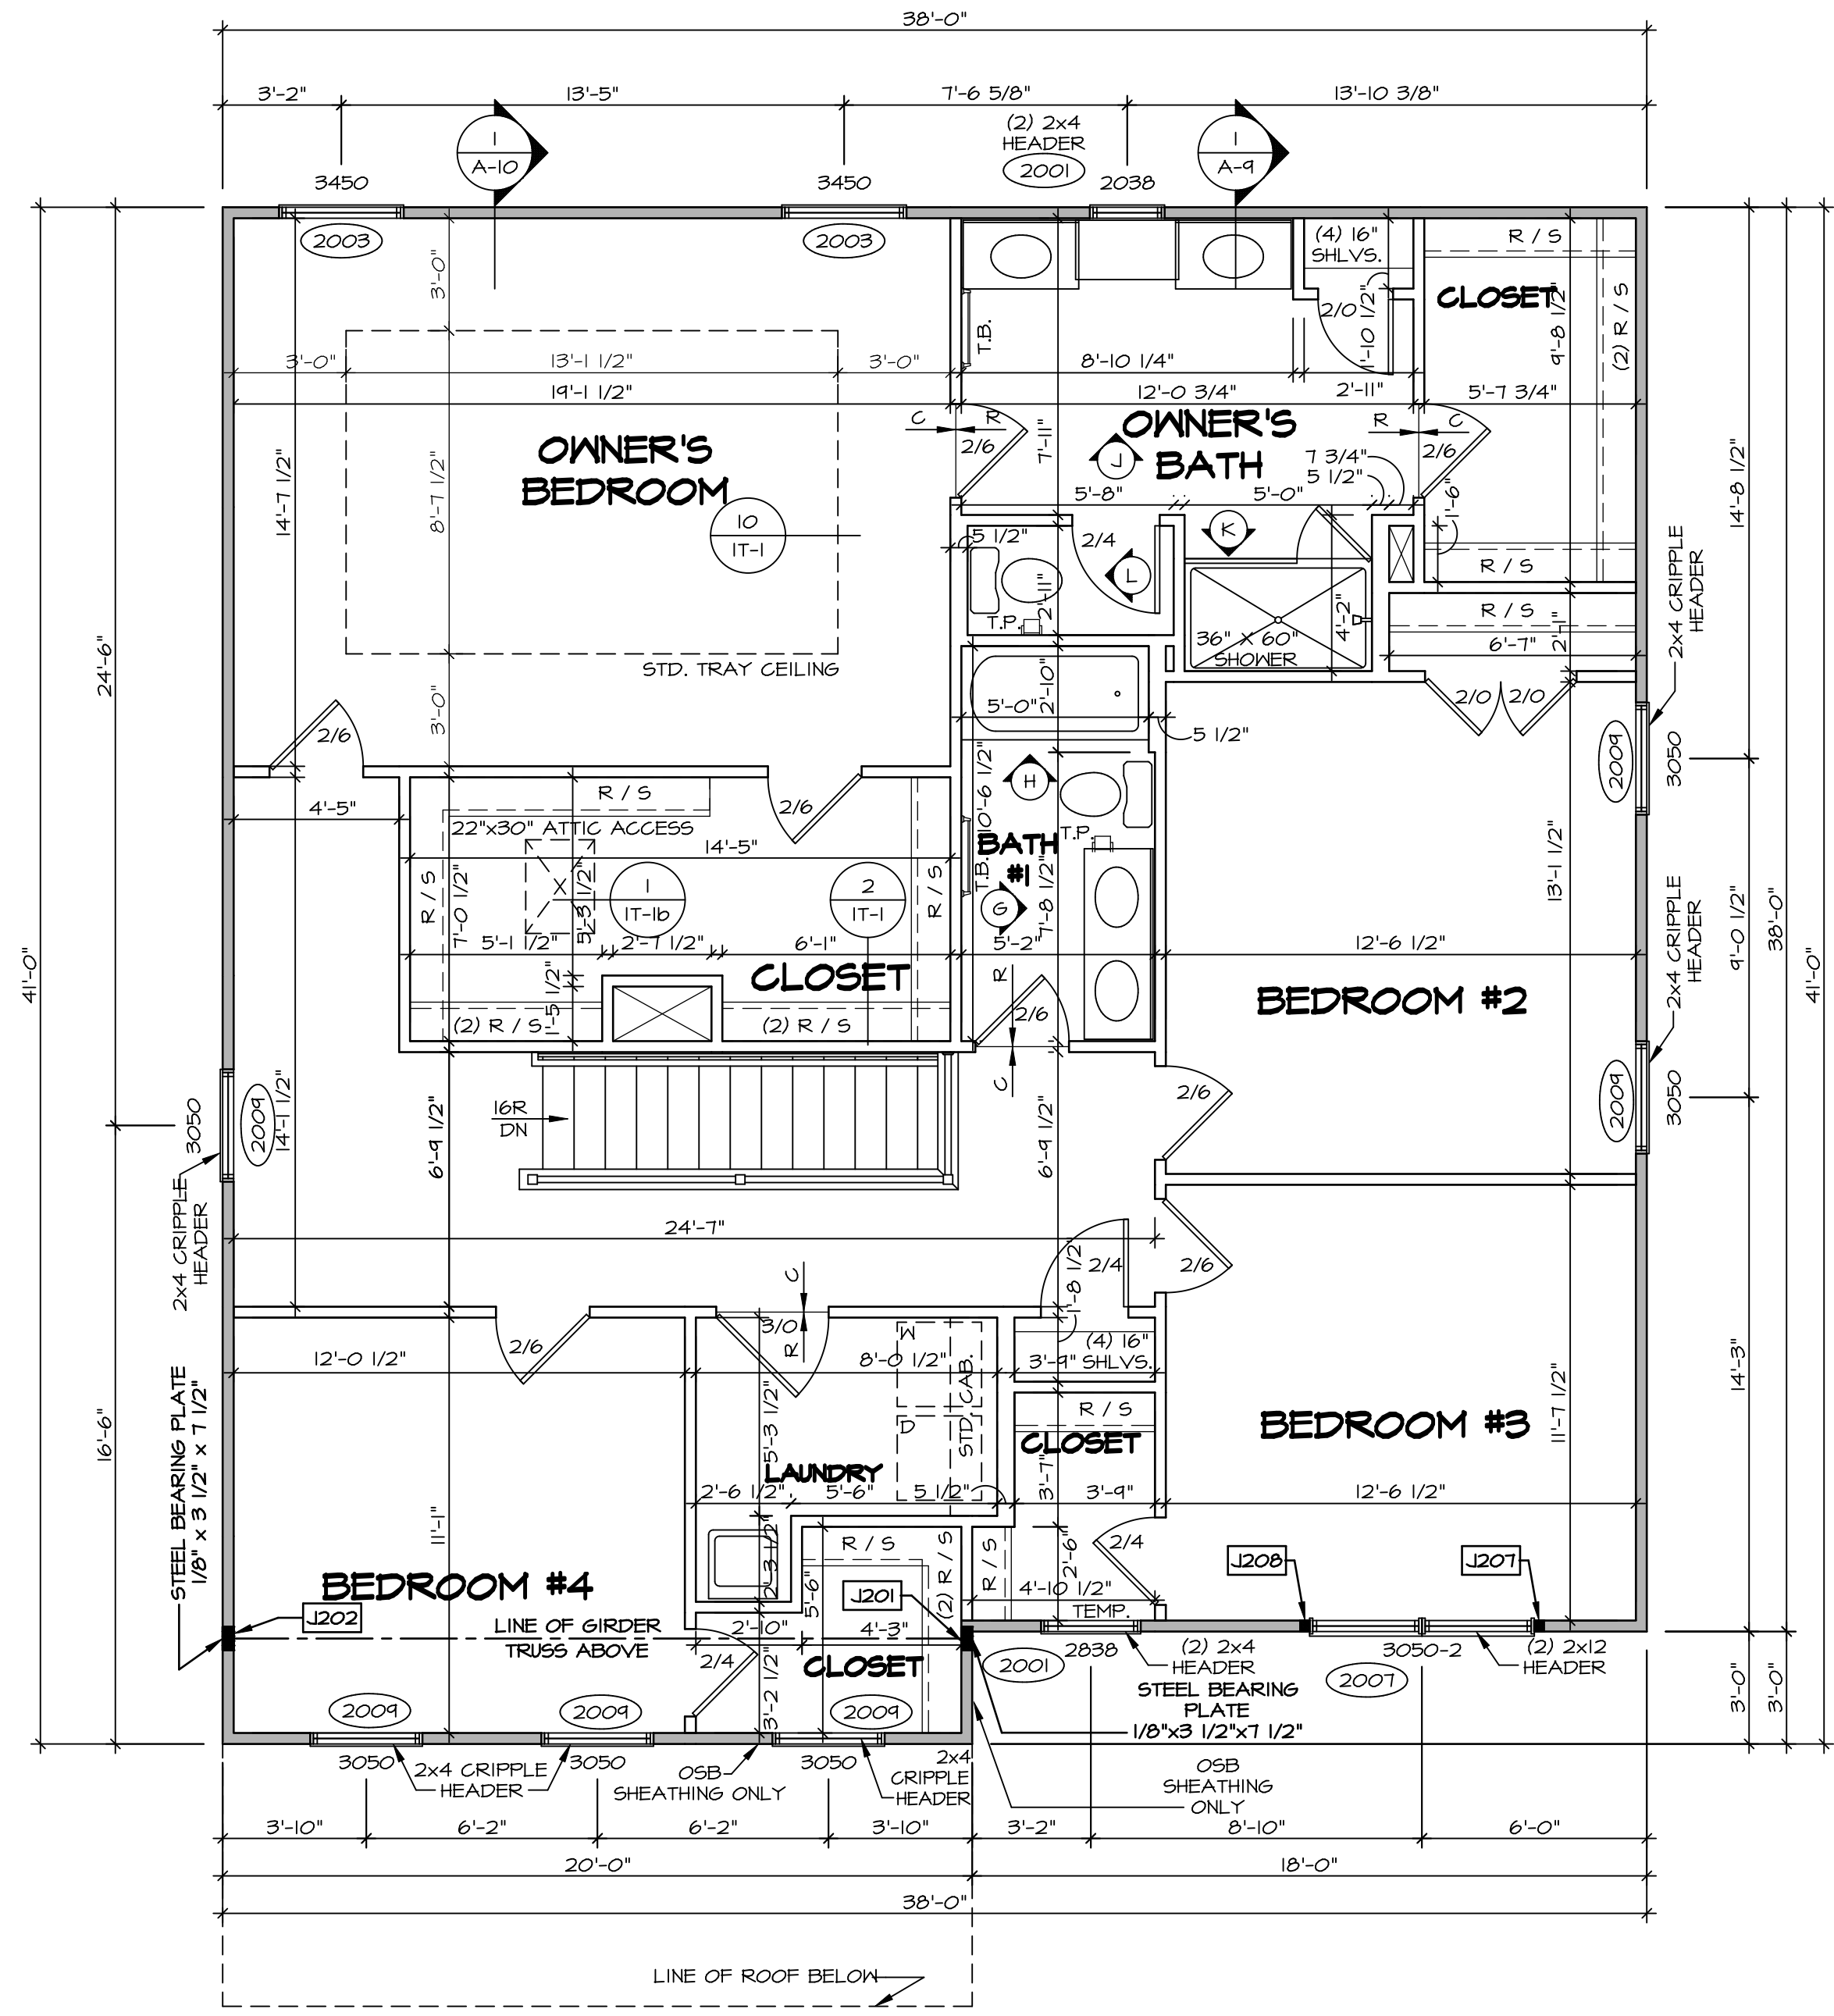 38'-0"
3'-2"
13'-5"
7'-6 5/8"
13'-10 3/8"
(2) 2x4
HEADER
2001
1
A-10
1
A-9
3450
3450
2038
2003
2003
(4) 16"
SHLVS.
R / S
CLOSET
(2) R / S
9'-8 1/2"
2/0
1'-10 1/2"
3'-0"
T.B.
3'-0"
13'-1 1/2"
3'-0"
8'-10 1/4"
19'-1 1/2"
12'-0 3/4"
2'-11"
5'-7 3/4"
C
R
2/6
R
C
2/6
OWNER'S
BEDROOM
OWNER'S
BATH
J
7'-11"
7 3/4"
5 1/2"
14'-7 1/2"
8'-7 1/2"
5'-8"
5'-0"
1'-6"
14'-8 1/2"
10
1T-1
5 1/2"
2/4
K
L
R / S
2x4 CRIPPLE
HEADER
2'-11"
T.P.
36" X 60"
SHOWER
4'-2"
R / S
6'-7"
2'-1"
24'-6"
STD. TRAY CEILING
3'-0"
2/6
2'-10"
5'-0"
5 1/2"
2/0
2/0
2009
3050
4'-5"
R / S
2/6
22"x30" ATTIC ACCESS
14'-5"
10'-6 1/2"
H
T.P.
BATH
#1
T.B.
G
7'-8 1/2"
13'-1 1/2"
R / S
7'-0 1/2"
5'-3 1/2"
1
1T-1b
2
1T-1
R / S
5'-1 1/2"
2'-7 1/2"
6'-1"
5'-2"
12'-6 1/2"
2x4 CRIPPLE
HEADER
9'-0 1/2"
38'-0"
41'-0"
41'-0"
CLOSET
R
2/6
C
BEDROOM #2
(2) R / S
1'-5 1/2"
(2) R / S
3050
2009
14'-1 1/2"
6'-9 1/2"
16R
DN
6'-9 1/2"
2/6
2009
3050
2x4 CRIPPLE
HEADER
24'-7"
2/4
2/6
1'-8 1/2"
C
3/0
R
2/6
W
(4) 16"
SHLVS.
12'-0 1/2"
8'-0 1/2"
3'-9"
14'-3"
STEEL BEARING PLATE
1/8" x 3 1/2" x 7 1/2"
16'-6"
D
STD. CAB.
R / S
CLOSET
BEDROOM #3
11'-7 1/2"
5'-3 1/2"
LAUNDRY
2'-6 1/2"
5'-6"
5 1/2"
3'-7"
3'-9"
12'-6 1/2"
11'-1"
2'-3 1/2"
R / S
(2) R / S
R / S
2'-6"
2/4
J208
J207
BEDROOM #4
J202
5'-6"
J201
4'-10 1/2"
TEMP.
LINE OF GIRDER
TRUSS ABOVE
2'-0"
4'-3"
2/4
CLOSET
3'-2 1/2"
2001
2838
(2) 2x4
HEADER
3050-2
2007
(2) 2x12
HEADER
STEEL BEARING
PLATE
1/8"x3 1/2"x7 1/2"
3'-0"
3'-0"
2009
2009
2009
3050
2x4 CRIPPLE
HEADER
3050
OSB
SHEATHING ONLY
3050
2x4
CRIPPLE
HEADER
OSB
SHEATHING
ONLY
3'-10"
6'-2"
6'-2"
3'-10"
3'-2"
8'-10"
6'-0"
20'-0"
18'-0"
38'-0"
LINE OF ROOF BELOW